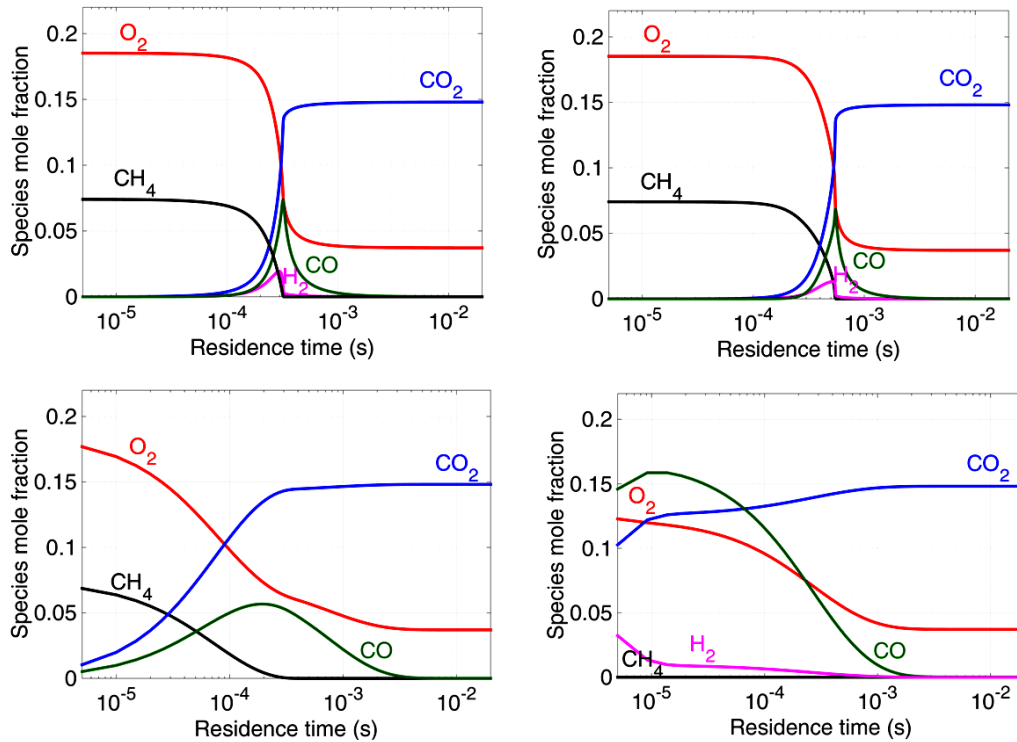 10⁻⁵ 10⁻⁴ 10⁻³ 10⁻²
0.2
0.15
0.1
0.05
0
Species mole fraction
O₂
CO₂
CH₄
CO
H₂
Residence time (s)
10⁻⁵ 10⁻⁴ 10⁻³ 10⁻²
0.2
0.15
0.1
0.05
0
Species mole fraction
O₂
CO₂
CH₄
CO
H₂
Residence time (s)
10⁻⁵ 10⁻⁴ 10⁻³ 10⁻²
0.2
0.15
0.1
0.05
0
Species mole fraction
O₂
CO₂
CH₄
CO
Residence time (s)
10⁻⁵ 10⁻⁴ 10⁻³ 10⁻²
0.2
0.15
0.1
0.05
0
Species mole fraction
CO₂
O₂
H₂
CO
CH₄
Residence time (s)